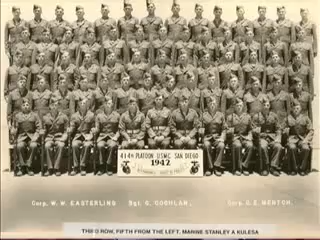 414th PLATOON USMC SAN DIEGO
1942
Corp. W. W. EASTERLING Sgt. G. COGHLAN, Corp. C. E. MENTCH.
THIRD ROW, FIFTH FROM THE LEFT. MARINE STANLEY A KULESA